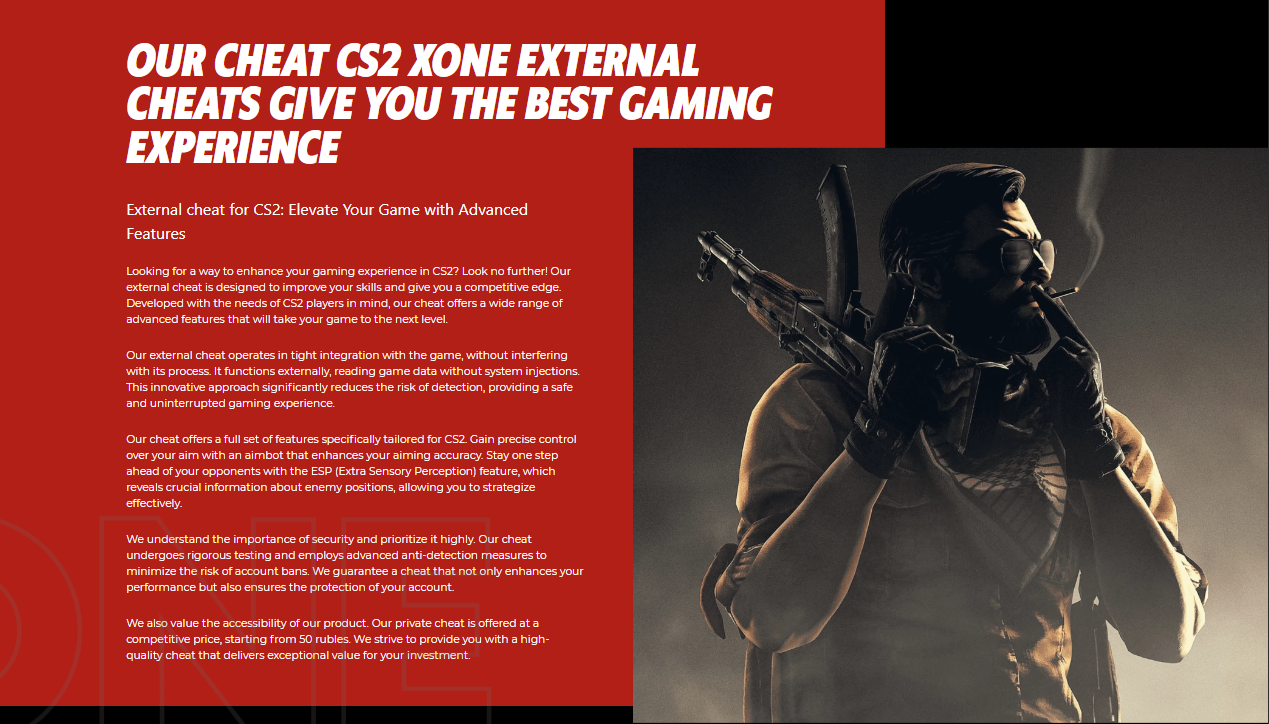 OUR CHEAT CS2 XONE EXTERNAL
CHEATS GIVE YOU THE BEST GAMING
EXPERIENCE
External cheat for CS2: Elevate Your Game with Advanced
Features
Looking for a way to enhance your gaming experience in CS2? Look no further! Our
external cheat is designed to improve your skills and give you a competitive edge.
Developed with the needs of CS2 players in mind, our cheat offers a wide range of
advanced features that will take your game to the next level.
Our external cheat operates in tight integration with the game, without interfering
with its process. It functions externally, reading game data without system injections.
This innovative approach significantly reduces the risk of detection, providing a safe
and uninterrupted gaming experience.
Our cheat offers a full set of features specifically tailored for CS2. Gain precise control
over your aim with an aimbot that enhances your aiming accuracy. Stay one step
ahead of your opponents with the ESP (Extra Sensory Perception) feature, which
reveals crucial information about enemy positions, allowing you to strategize
effectively.
We understand the importance of security and prioritize it highly. Our cheat
undergoes rigorous testing and employs advanced anti-detection measures to
minimize the risk of account bans. We guarantee a cheat that not only enhances your
performance but also ensures the protection of your account.
We also value the accessibility of our product. Our private cheat is offered at a
competitive price, starting from 50 rubles. We strive to provide you with a high-
quality cheat that delivers exceptional value for your investment.
ONE